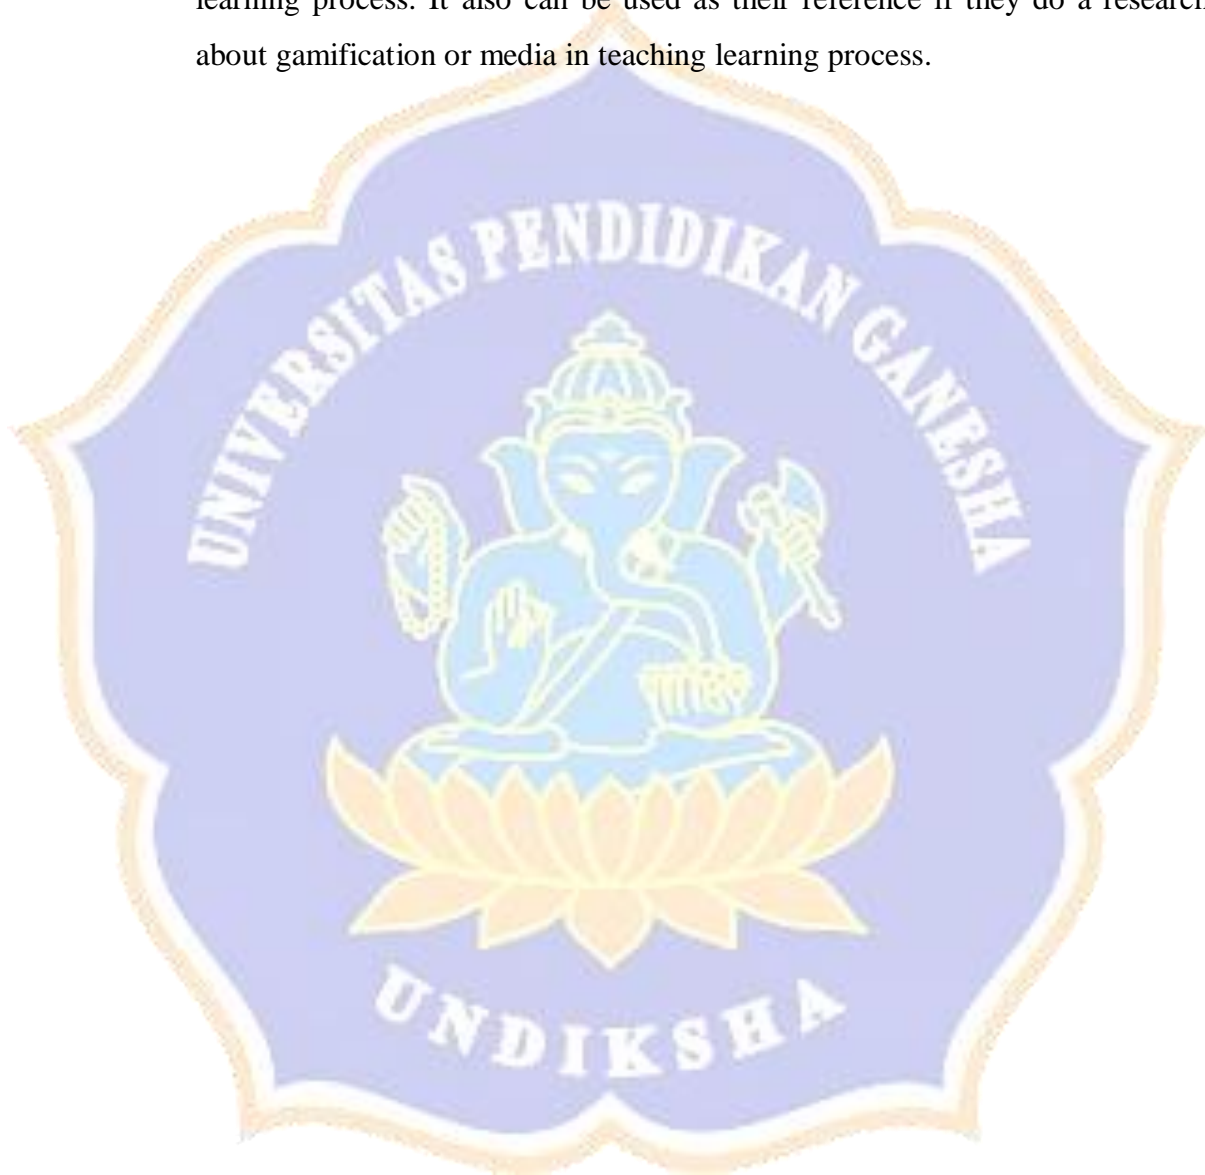 learning process. It also can be used as their reference if they do a research
about gamification or media in teaching learning process.
UNIVERSITAS PENDIDIKAN GANESHA
UNDIKSHA